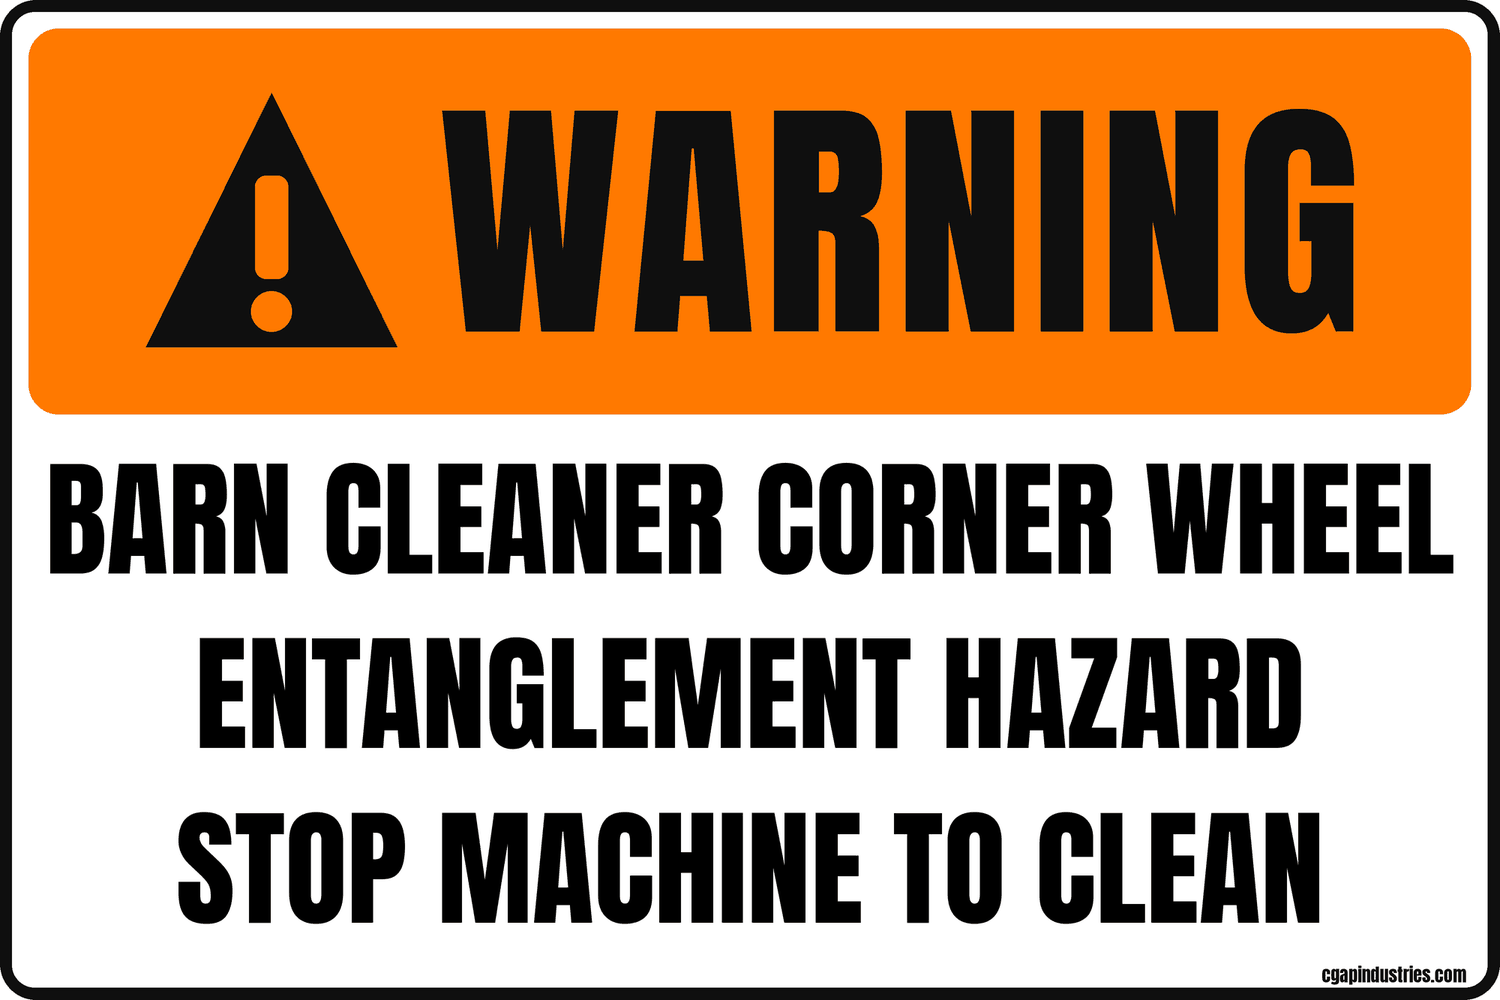 WARNING
BARN CLEANER CORNER WHEEL
ENTANGLEMENT HAZARD
STOP MACHINE TO CLEAN
cgapindustries.com